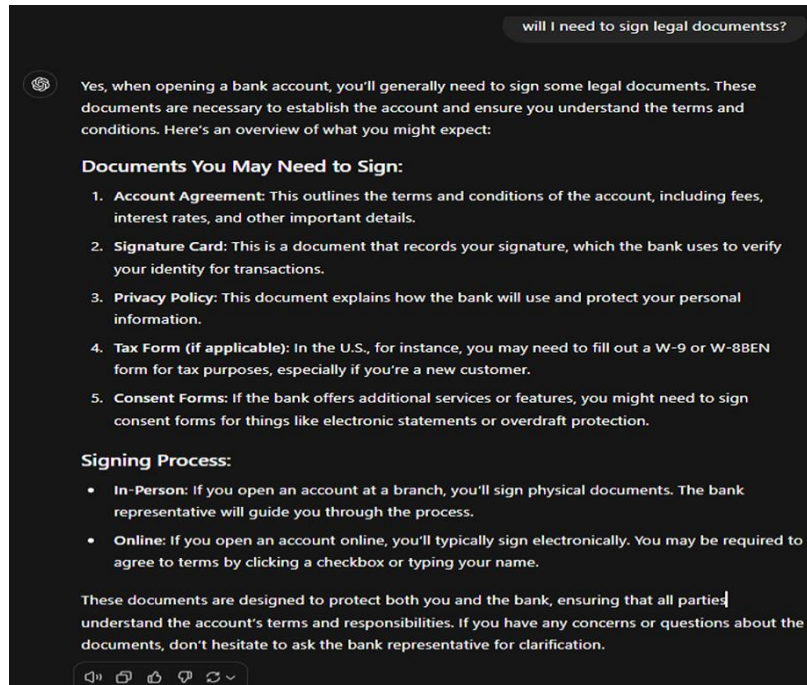 will I need to sign legal documentss?
Yes, when opening a bank account, you'll generally need to sign some legal documents. These
documents are necessary to establish the account and ensure you understand the terms and
conditions. Here's an overview of what you might expect:
Documents You May Need to Sign:
1. Account Agreement: This outlines the terms and conditions of the account, including fees,
interest rates, and other important details.
2. Signature Card: This is a document that records your signature, which the bank uses to verify
your identity for transactions.
3. Privacy Policy: This document explains how the bank will use and protect your personal
information.
4. Tax Form (if applicable): In the U.S., for instance, you may need to fill out a W-9 or W-8BEN
form for tax purposes, especially if you're a new customer.
5. Consent Forms: If the bank offers additional services or features, you might need to sign
consent forms for things like electronic statements or overdraft protection.
Signing Process:
• In-Person: If you open an account at a branch, you'll sign physical documents. The bank
representative will guide you through the process.
• Online: If you open an account online, you'll typically sign electronically. You may be required to
agree to terms by clicking a checkbox or typing your name.
These documents are designed to protect both you and the bank, ensuring that all parties
understand the account's terms and responsibilities. If you have any concerns or questions about the
documents, don't hesitate to ask the bank representative for clarification.